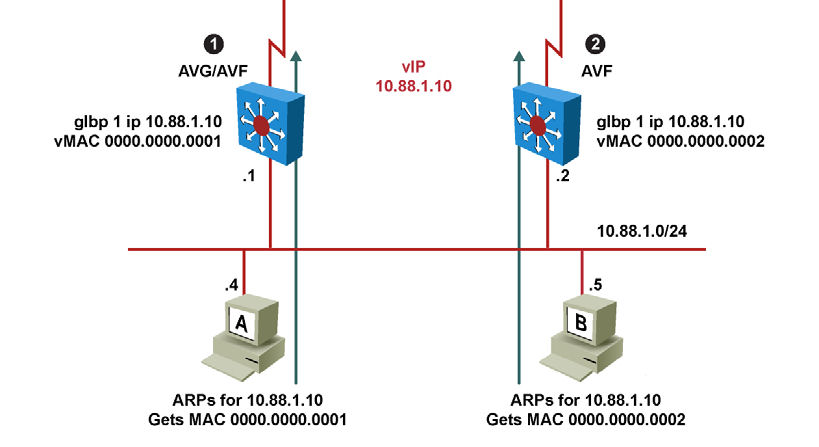 1
AVG/AVF
glbp 1 ip 10.88.1.10
vMAC 0000.0000.0001
.1
vIP
10.88.1.10
2
AVF
glbp 1 ip 10.88.1.10
vMAC 0000.0000.0002
.2
10.88.1.0/24
.4
A
ARPs for 10.88.1.10
Gets MAC 0000.0000.0001
.5
B
ARPs for 10.88.1.10
Gets MAC 0000.0000.0002